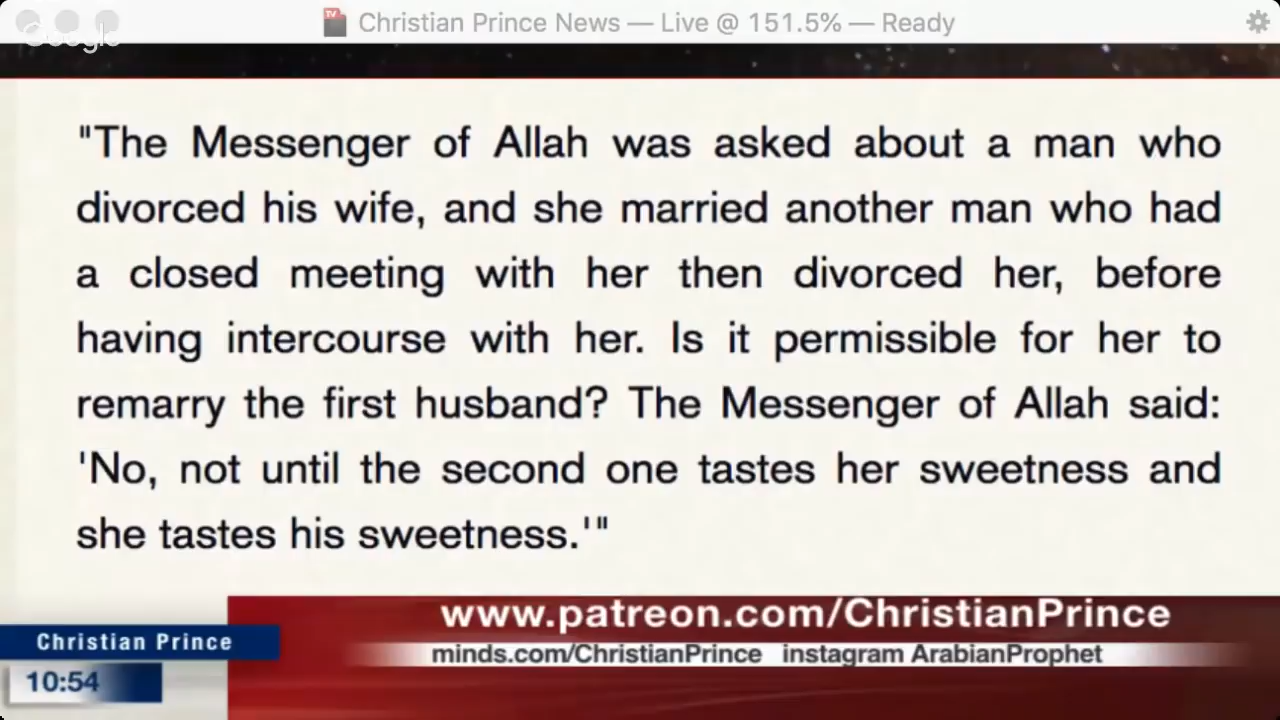 Christian Prince News — Live @ 151.5% — Ready
Google
"The Messenger of Allah was asked about a man who
divorced his wife, and she married another man who had
a closed meeting with her then divorced her, before
having intercourse with her. Is it permissible for her to
remarry the first husband? The Messenger of Allah said:
'No, not until the second one tastes her sweetness and
she tastes his sweetness.'"
www.patreon.com/ChristianPrince
Christian Prince
minds.com/ChristianPrince instagram ArabianProphet
10:54